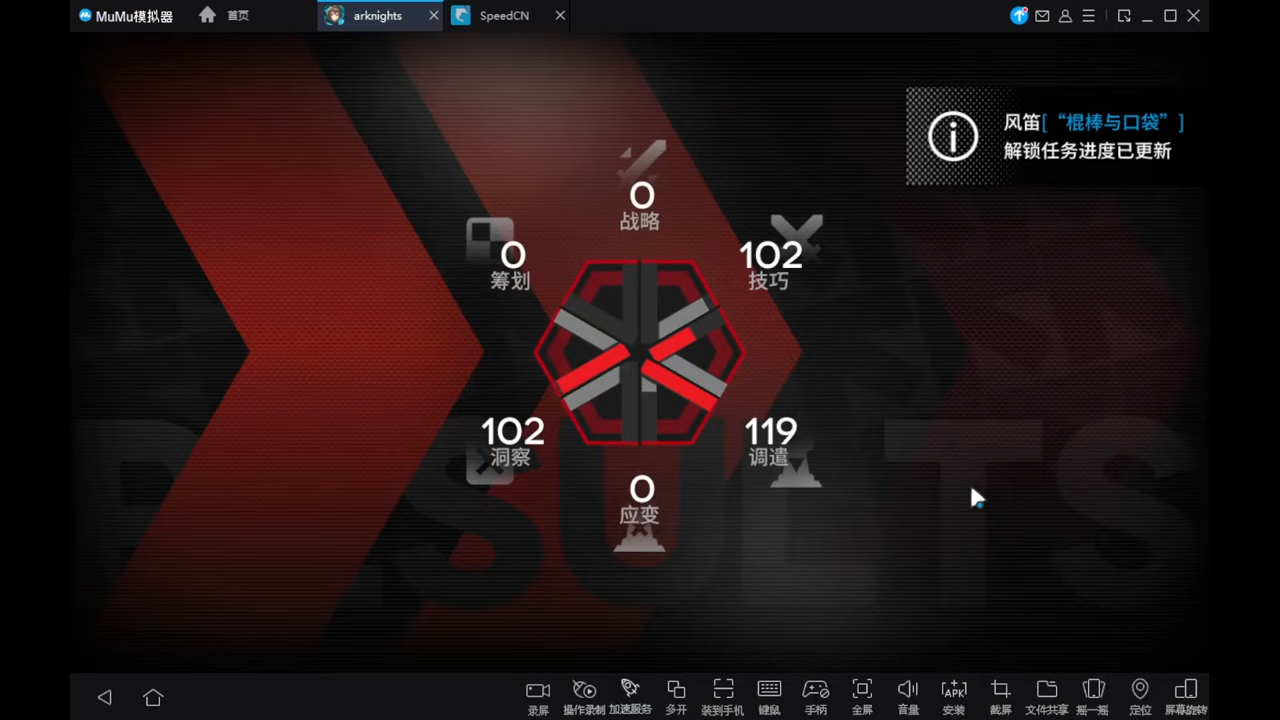 MuMu模拟器
首页
arknights
SpeedCN
风笛[“棍棒与口袋”]
解锁任务进度已更新
0
战略
0
筹划
102
技巧
102
洞察
119
调遣
0
应变
RESULTS
录屏
操作录制
加速服务
多开
装到手机
键鼠
手柄
全屏
音量
APK
安装
截屏
文件共享
摇一摇
定位
屏幕旋转